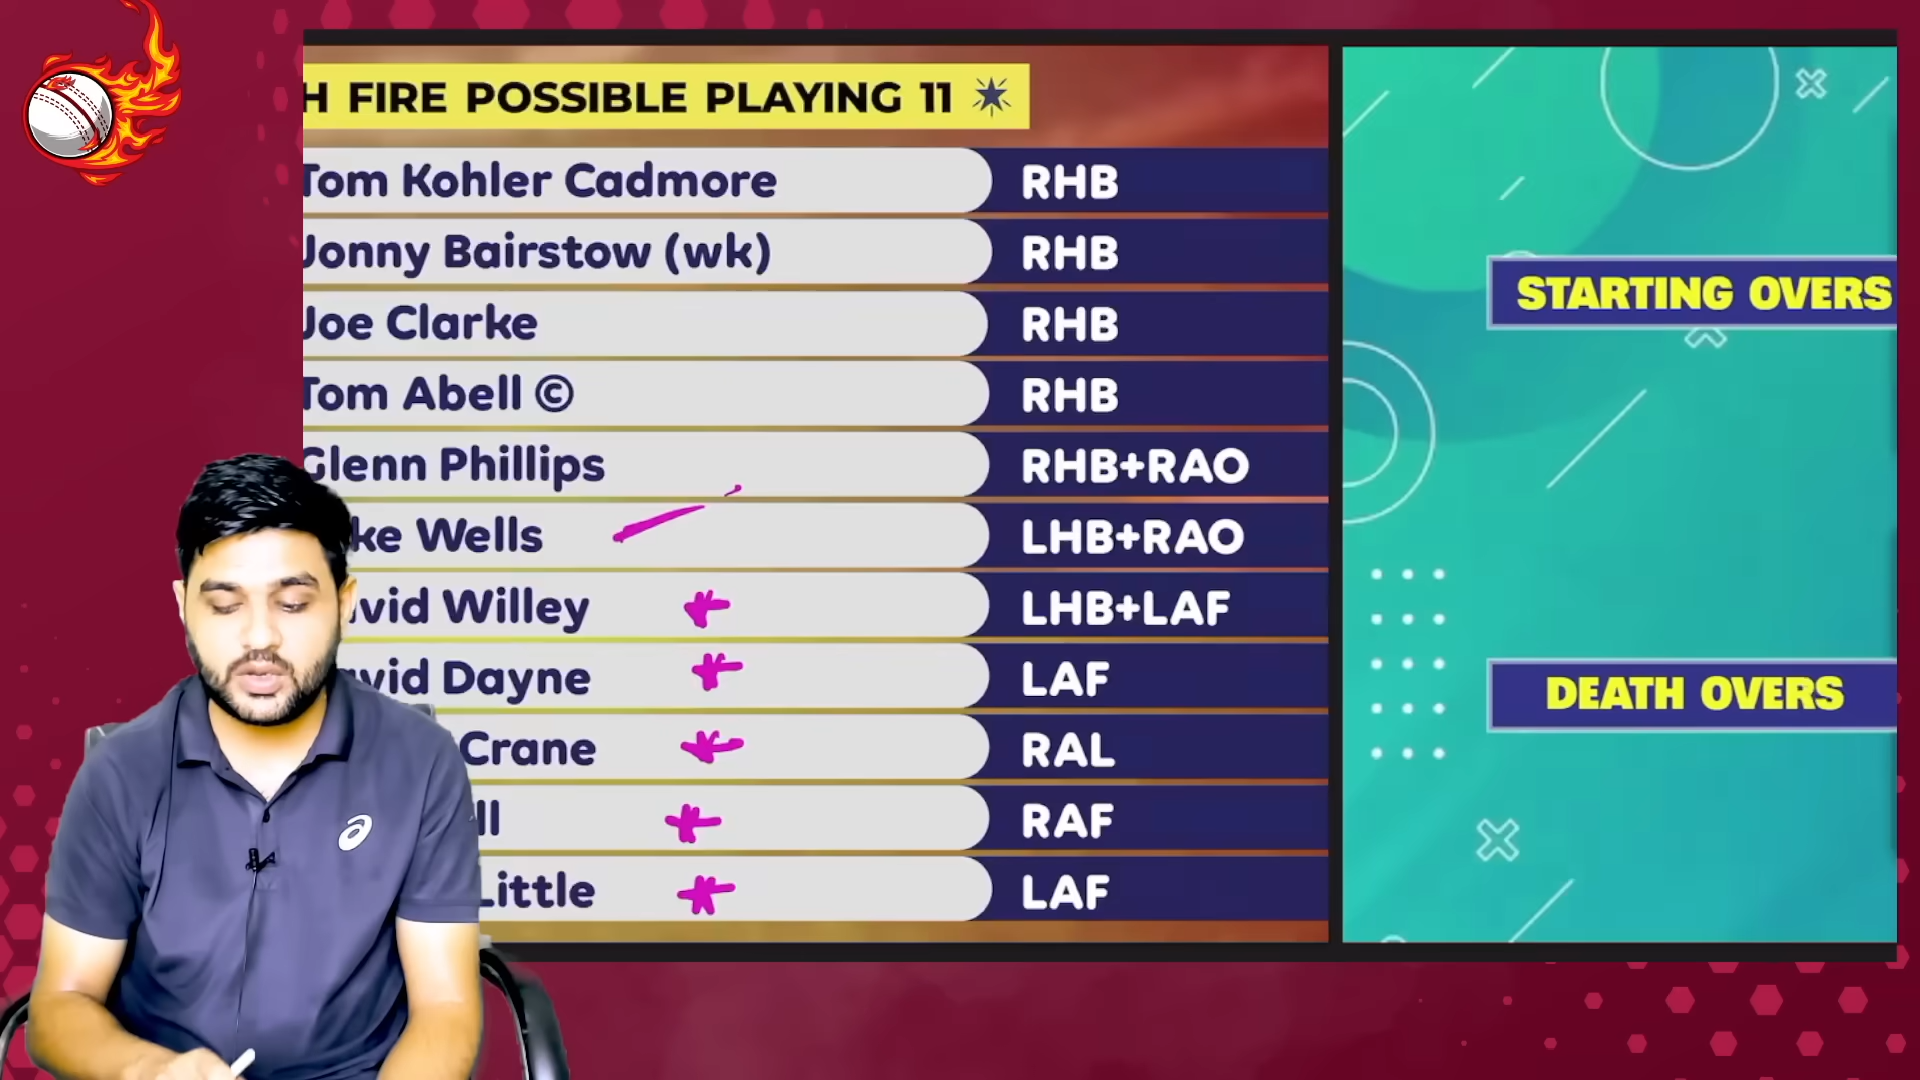 H FIRE POSSIBLE PLAYING 11
Tom Kohler Cadmore RHB
Jonny Bairstow (wk) RHB
Joe Clarke RHB
Tom Abell © RHB
Glenn Phillips RHB+RAO
ke Wells LHB+RAO
vid Willey LHB+LAF
avid Dayne LAF
Crane RAL
ll RAF
Little LAF
STARTING OVERS
DEATH OVERS